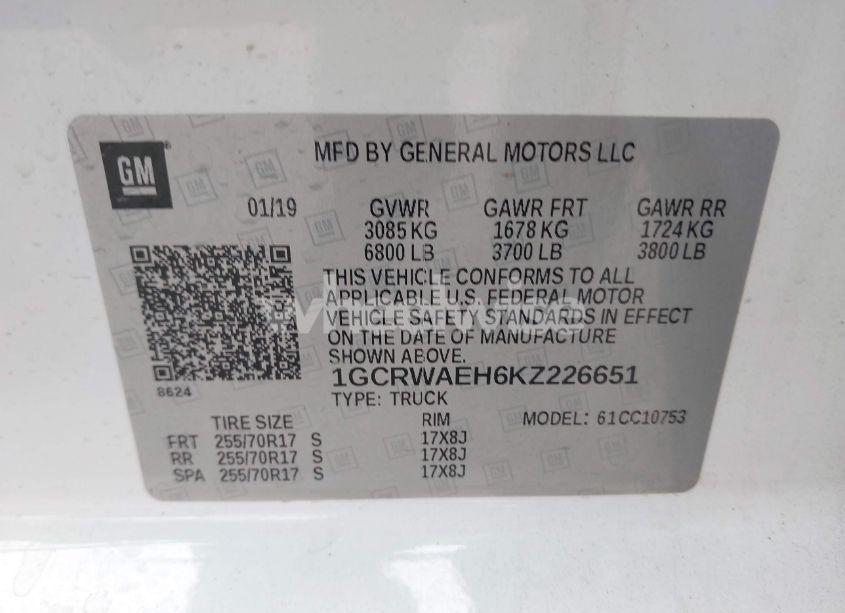 GM
MFD BY GENERAL MOTORS LLC
01/19 GVWR GAWR FRT GAWR RR
3085 KG 1678 KG 1724 KG
6800 LB 3700 LB 3800 LB
THIS VEHICLE CONFORMS TO ALL
APPLICABLE U.S. FEDERAL MOTOR
VEHICLE SAFETY STANDARDS IN EFFECT
ON THE DATE OF MANUFACTURE
SHOWN ABOVE.
8624 1GCRWAEH6KZ226651
TYPE: TRUCK
TIRE SIZE RIM MODEL: 61CC10753
FRT 255/70R17 S 17X8J
RR 255/70R17 S 17X8J
SPA 255/70R17 S 17X8J